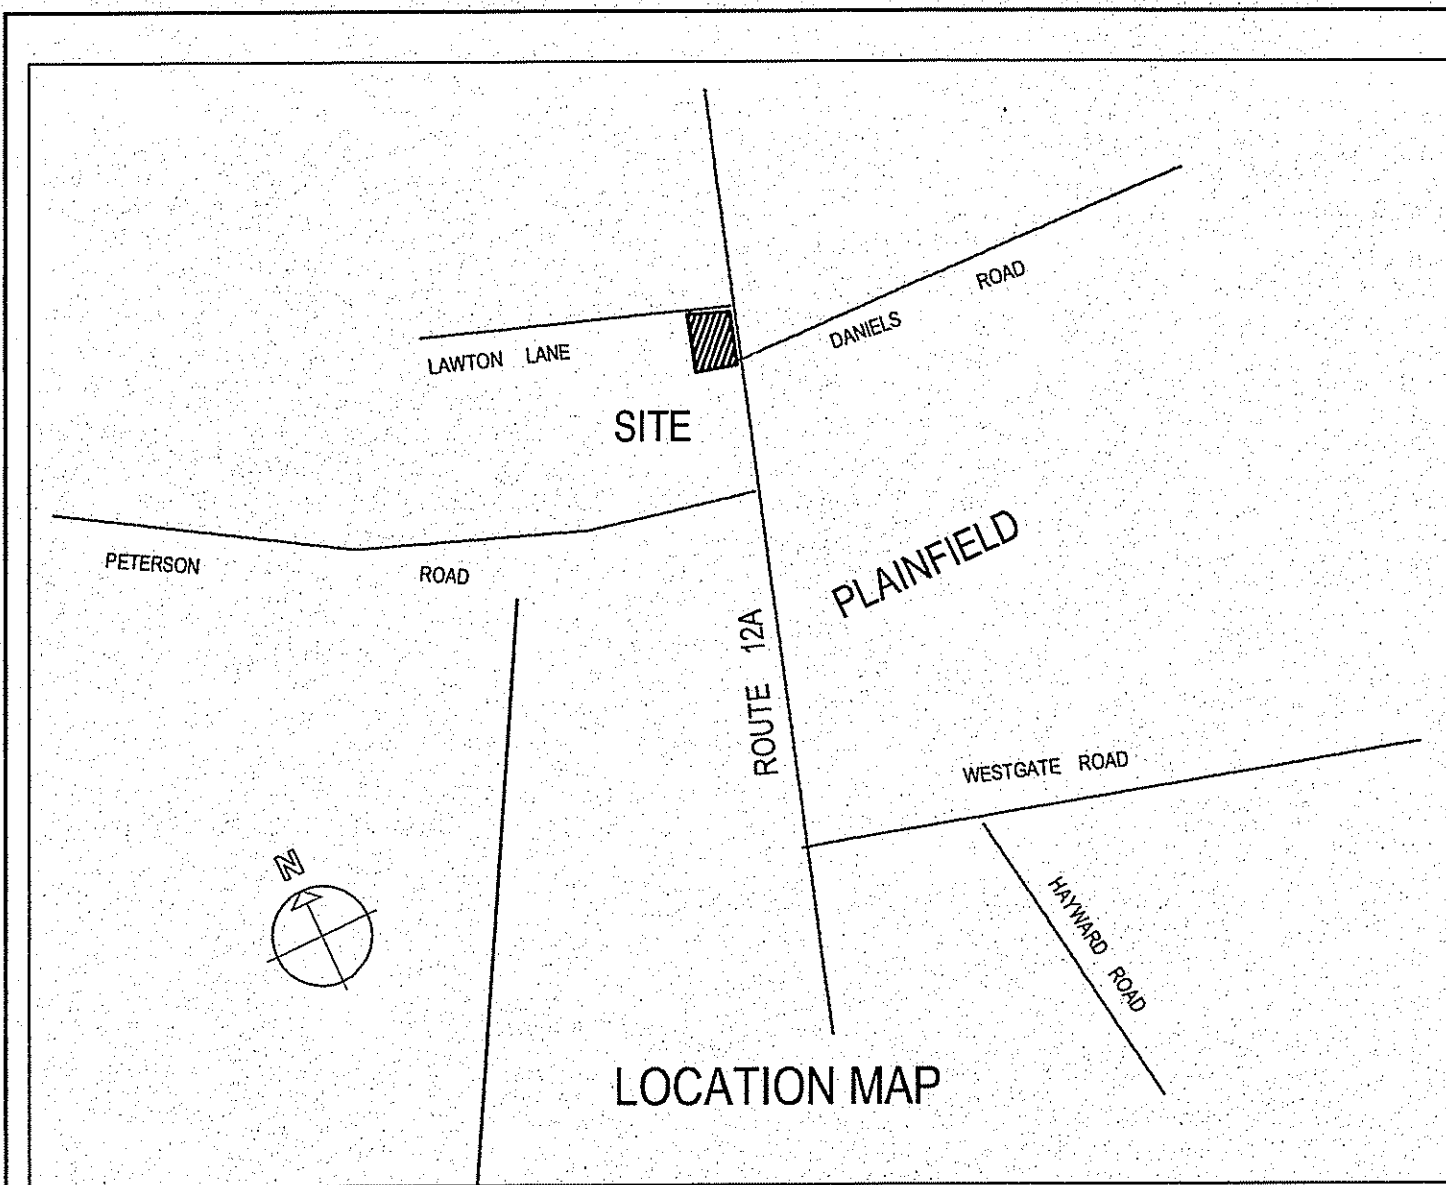 DANIELS ROAD
LAWTON LANE
SITE
PETERSON ROAD
PLAINFIELD
ROUTE 12A
WESTGATE ROAD
HAYWARD ROAD
N
LOCATION MAP